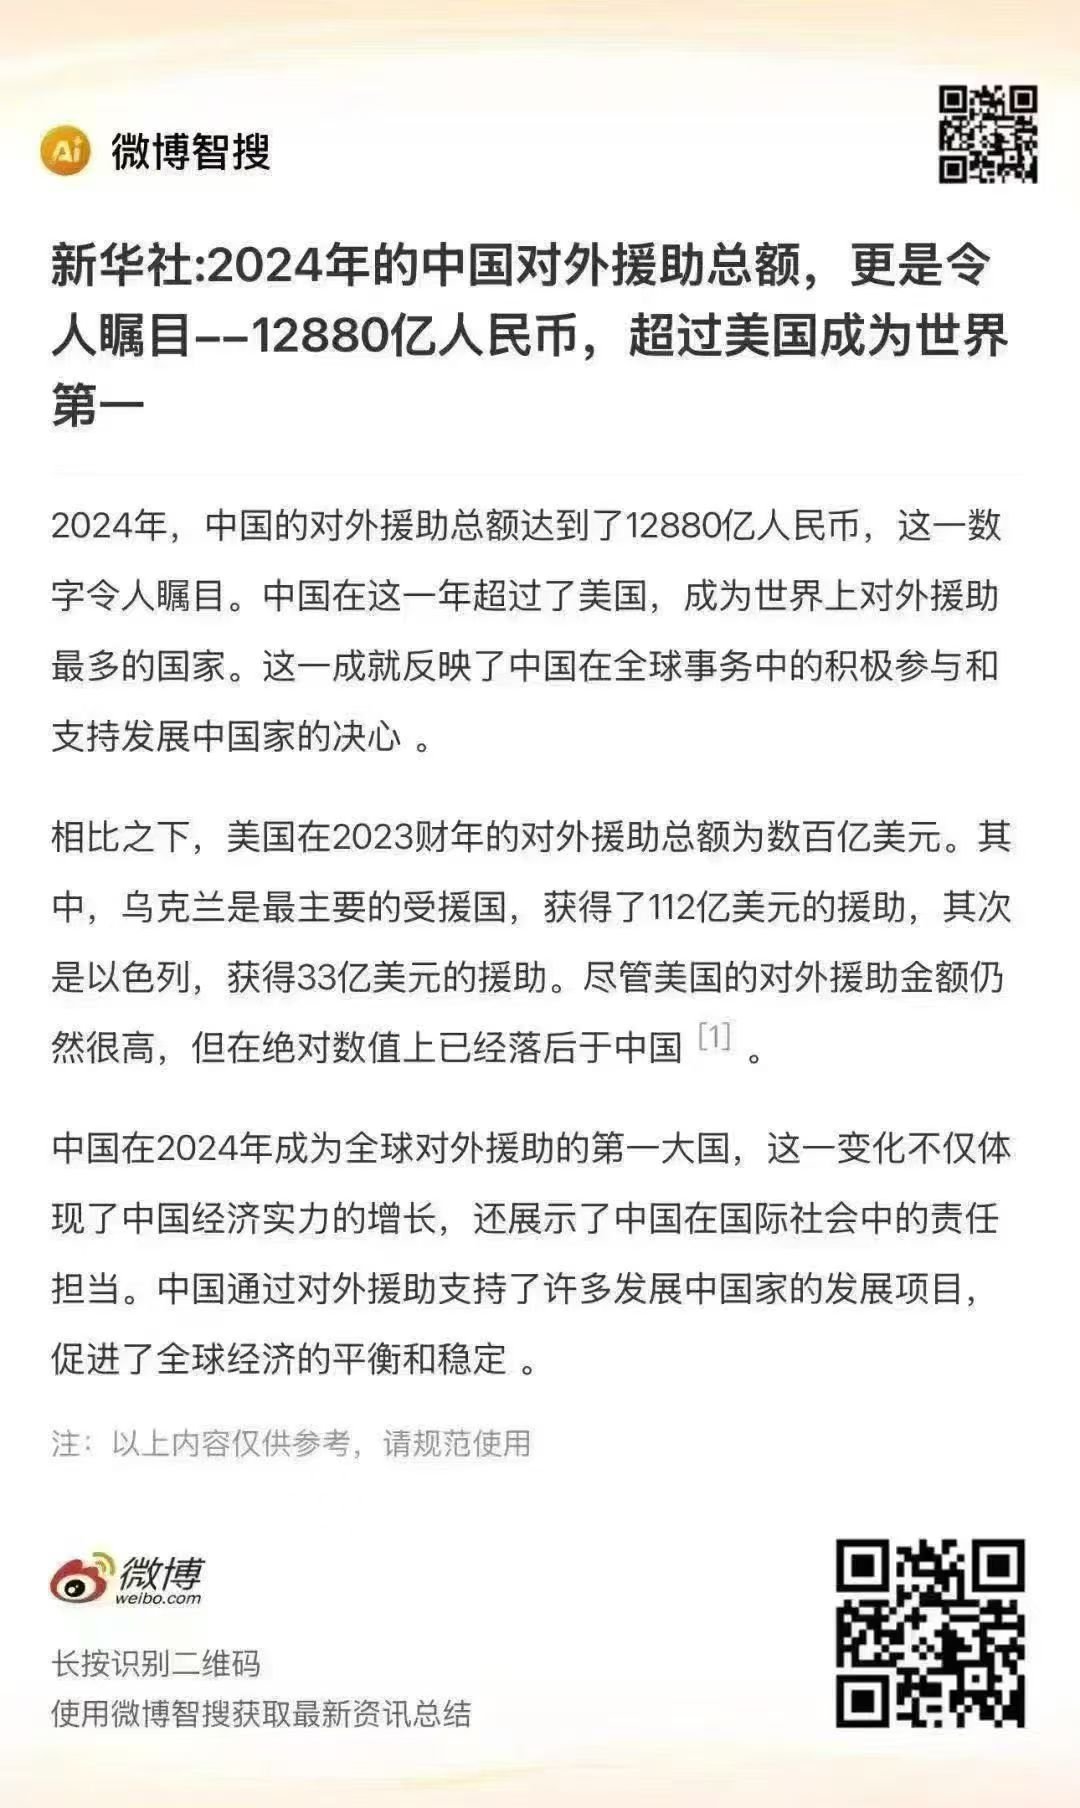 Ai+ 微博智搜
新华社:2024年的中国对外援助总额，更是令
人瞩目--12880亿人民币，超过美国成为世界
第一
2024年，中国的对外援助总额达到了12880亿人民币，这一数
字令人瞩目。中国在这一年超过了美国，成为世界上对外援助
最多的国家。这一成就反映了中国在全球事务中的积极参与和
支持发展中国家的决心 。
相比之下，美国在2023财年的对外援助总额为数百亿美元。其
中，乌克兰是最主要的受援国，获得了112亿美元的援助，其次
是以色列，获得33亿美元的援助。尽管美国的对外援助金额仍
然很高，但在绝对数值上已经落后于中国 [1] 。
中国在2024年成为全球对外援助的第一大国，这一变化不仅体
现了中国经济实力的增长，还展示了中国在国际社会中的责任
担当。中国通过对外援助支持了许多发展中国家的发展项目，
促进了全球经济的平衡和稳定 。
注：以上内容仅供参考，请规范使用
微博
weibo.com
长按识别二维码
使用微博智搜获取最新资讯总结